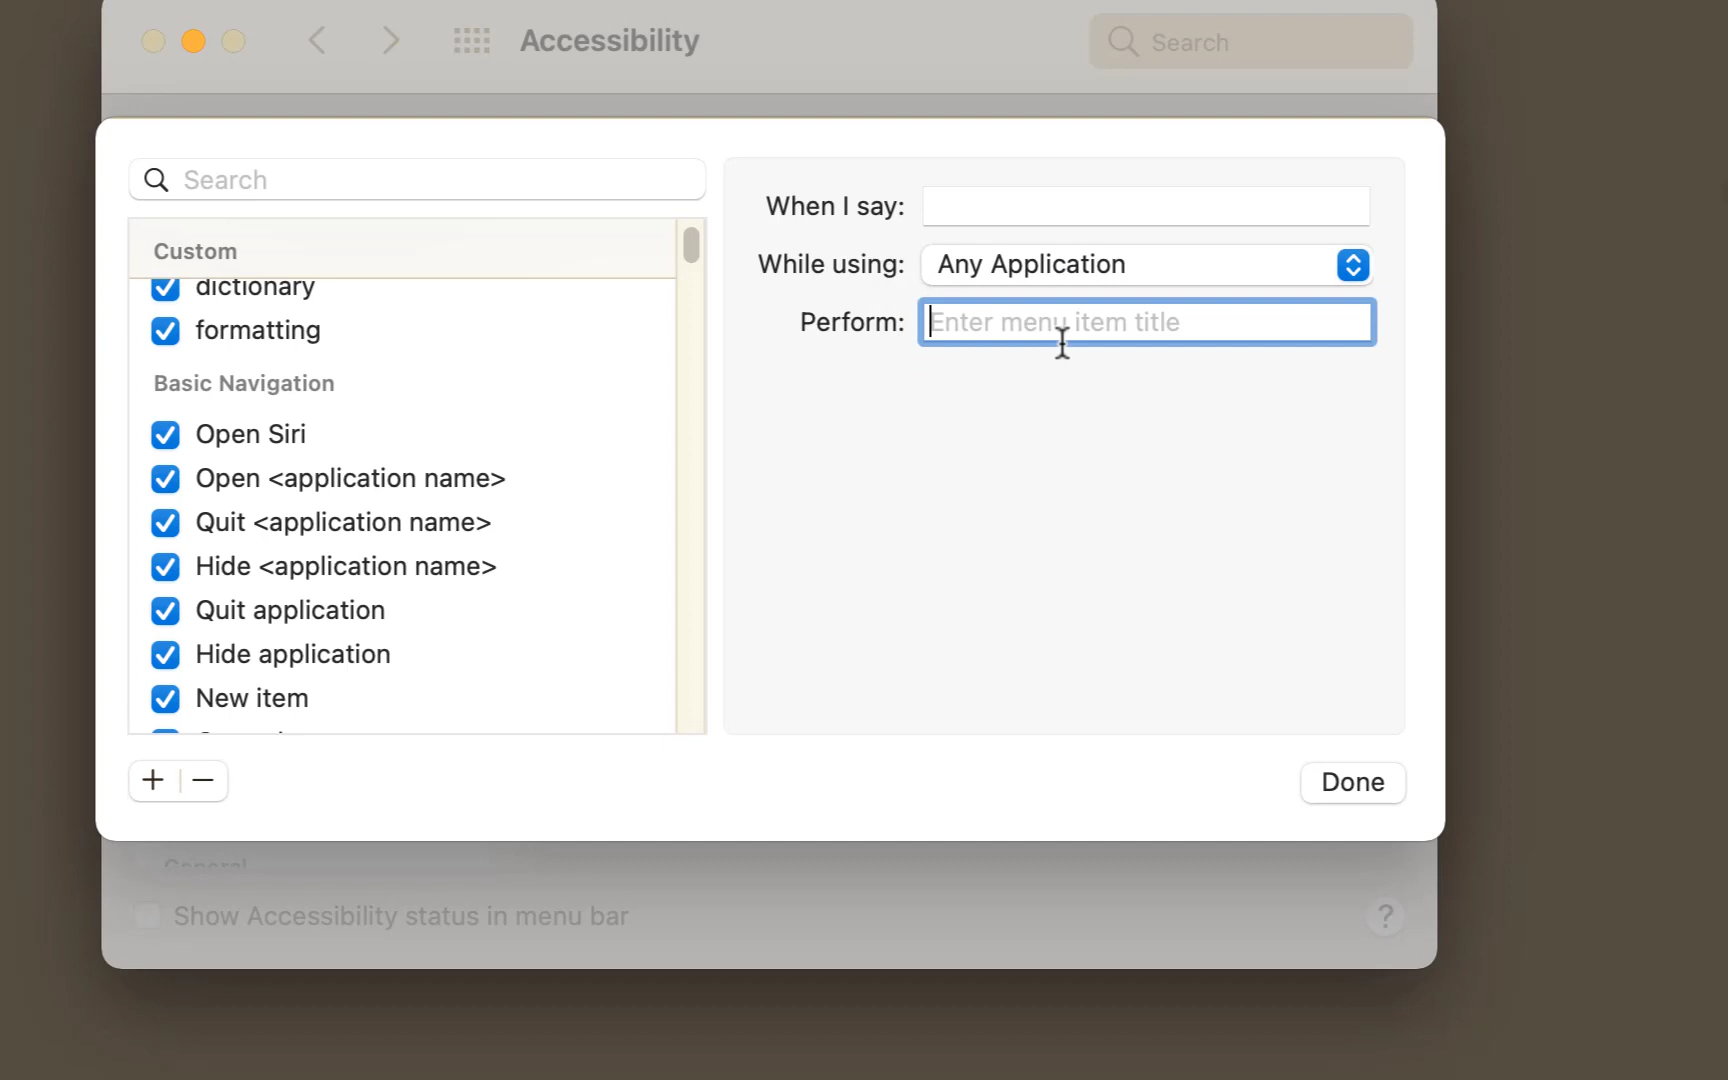 Accessibility
Search
Search
Custom
dictionary
formatting
Basic Navigation
Open Siri
Open <application name>
Quit <application name>
Hide <application name>
Quit application
Hide application
New item
When I say:
While using: Any Application
Perform: Enter menu item title
+ −
Done
General
Show Accessibility status in menu bar
?